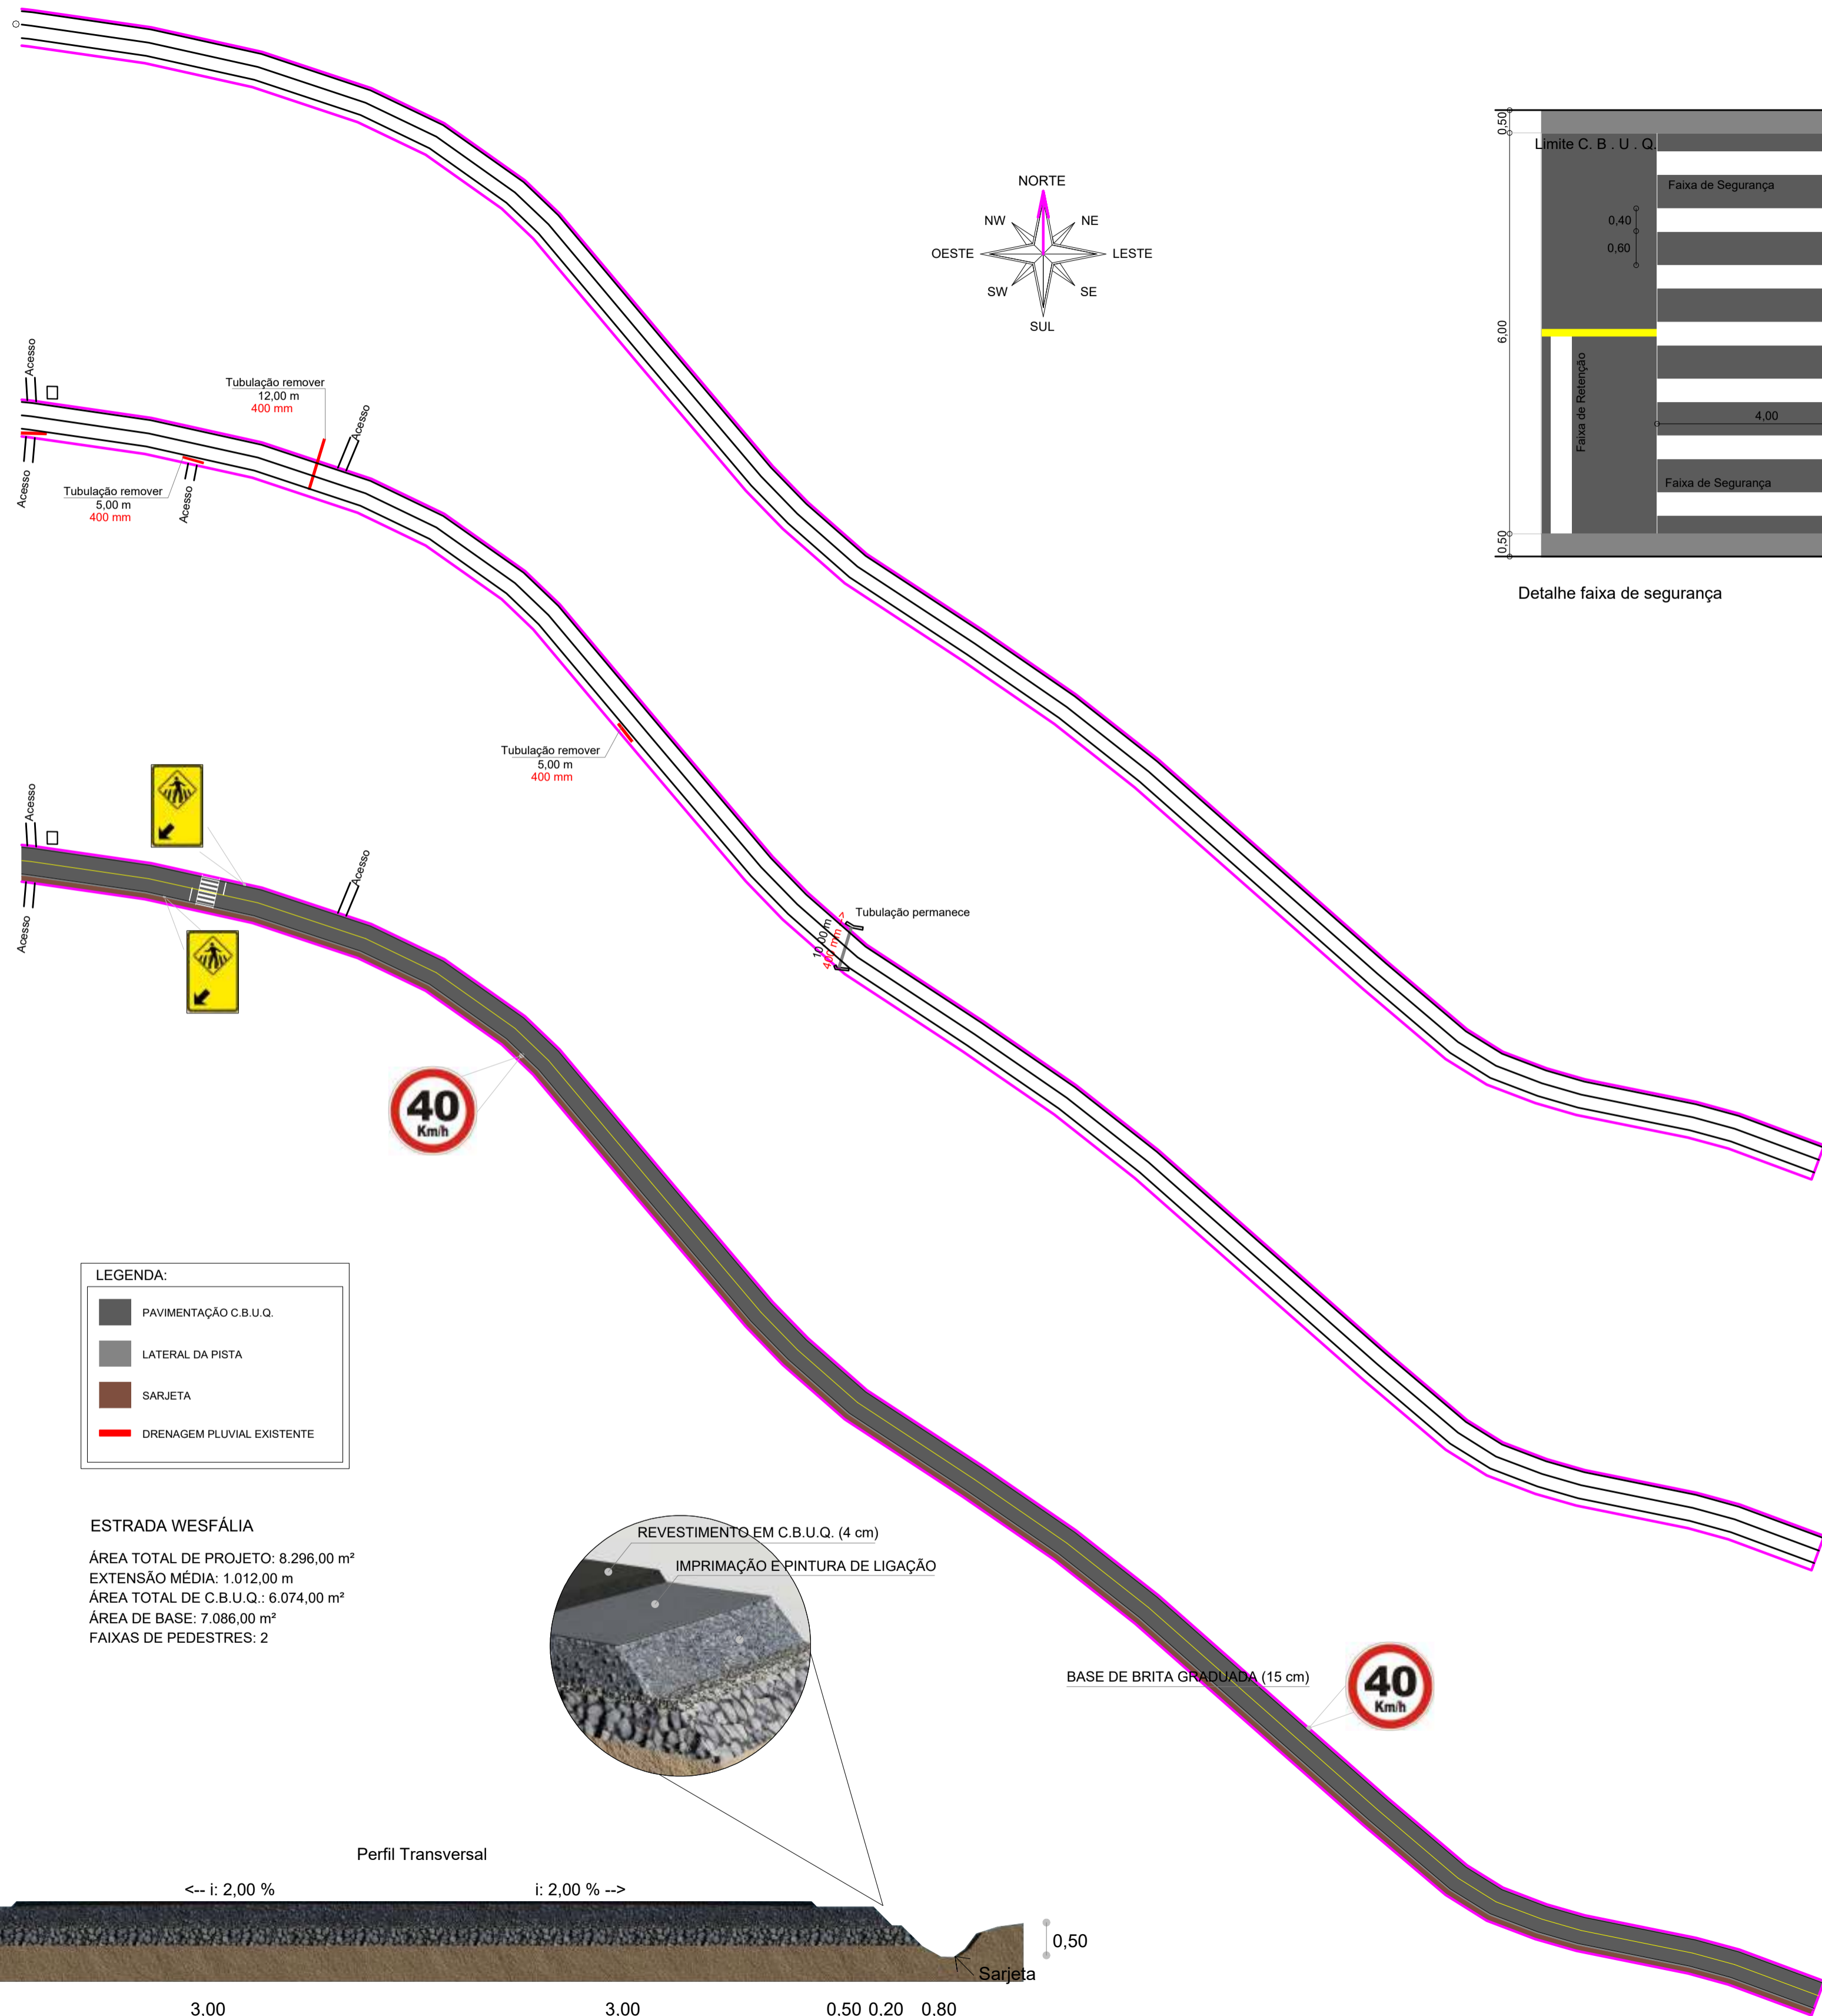 NORTE
NW
NE
OESTE
LESTE
SW
SE
SUL
0,50
Limite C. B . U . Q.
Faixa de Segurança
0,40
0,60
6,00
Faixa de Retenção
4,00
Faixa de Segurança
0,50
Detalhe faixa de segurança
Acesso
Tubulação remover
12,00 m
400 mm
Acesso
Acesso
Tubulação remover
5,00 m
400 mm
Acesso
Tubulação remover
5,00 m
400 mm
Tubulação permanece
10,00 m
400 mm -->
Acesso
Acesso
Acesso
40
Km/h
LEGENDA:
PAVIMENTAÇÃO C.B.U.Q.
LATERAL DA PISTA
SARJETA
DRENAGEM PLUVIAL EXISTENTE
ESTRADA WESFÁLIA
ÁREA TOTAL DE PROJETO: 8.296,00 m²
EXTENSÃO MÉDIA: 1.012,00 m
ÁREA TOTAL DE C.B.U.Q.: 6.074,00 m²
ÁREA DE BASE: 7.086,00 m²
FAIXAS DE PEDESTRES: 2
REVESTIMENTO EM C.B.U.Q. (4 cm)
IMPRIMAÇÃO E PINTURA DE LIGAÇÃO
BASE DE BRITA GRADUADA (15 cm)
40
Km/h
Perfil Transversal
<-- i: 2,00 %
i: 2,00 % -->
0,50
Sarjeta
3,00
3,00
0,50 0,20 0,80